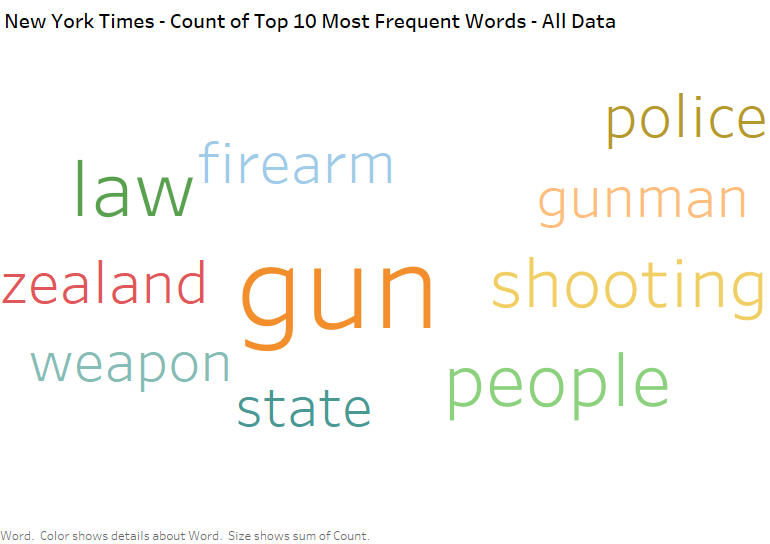 New York Times - Count of Top 10 Most Frequent Words - All Data
police
firearm
law
gunman
shooting
zealand
gun
weapon
people
state
Word. Color shows details about Word. Size shows sum of Count.